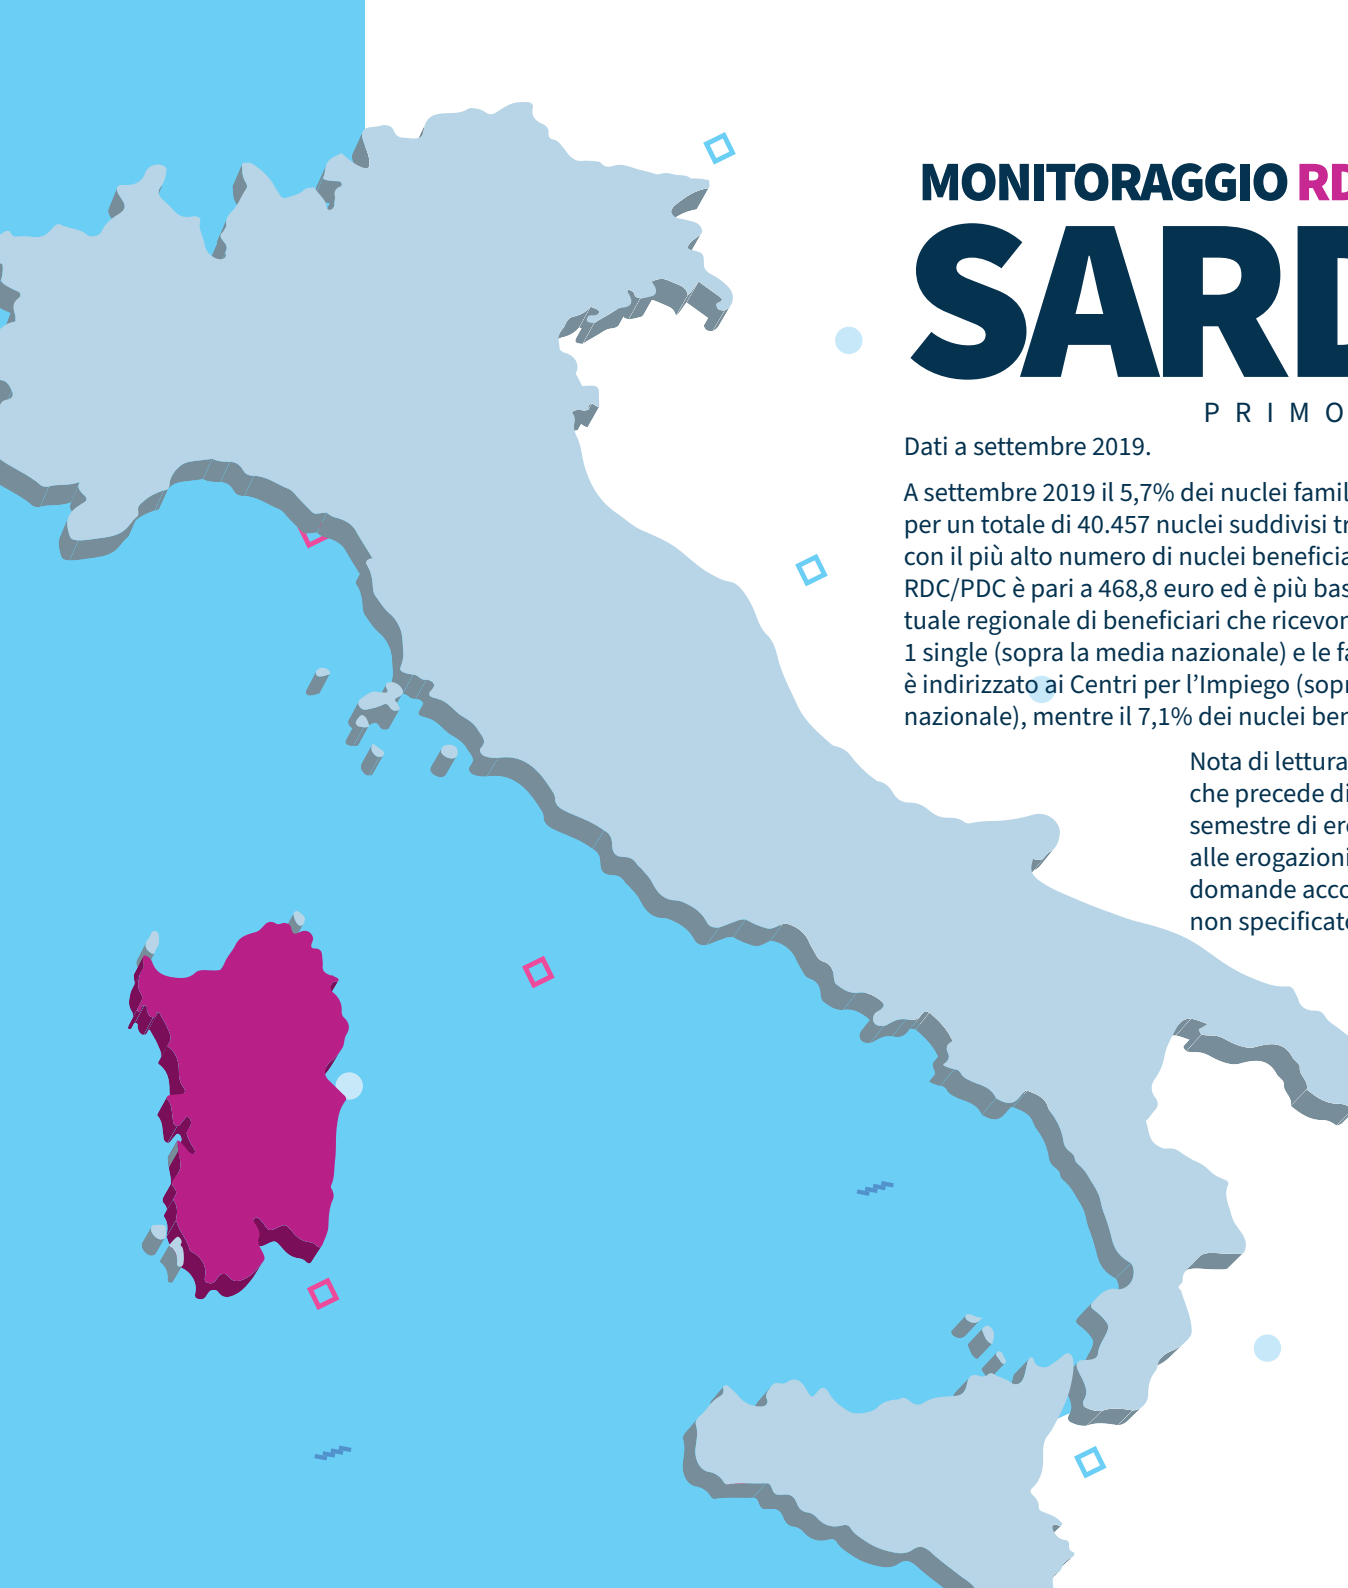 MONITORAGGIO RD
SARD
PRIMO
Dati a settembre 2019.
A settembre 2019 il 5,7% dei nuclei famil
per un totale di 40.457 nuclei suddivisi tr
con il più alto numero di nuclei beneficia
RDC/PDC è pari a 468,8 euro ed è più bas
tuale regionale di beneficiari che ricevor
1 single (sopra la media nazionale) e le fa
è indirizzato ai Centri per l’Impiego (sopr
nazionale), mentre il 7,1% dei nuclei ben
Nota di lettura
che precede di
semestre di ero
alle erogazioni
domande acco
non specificato